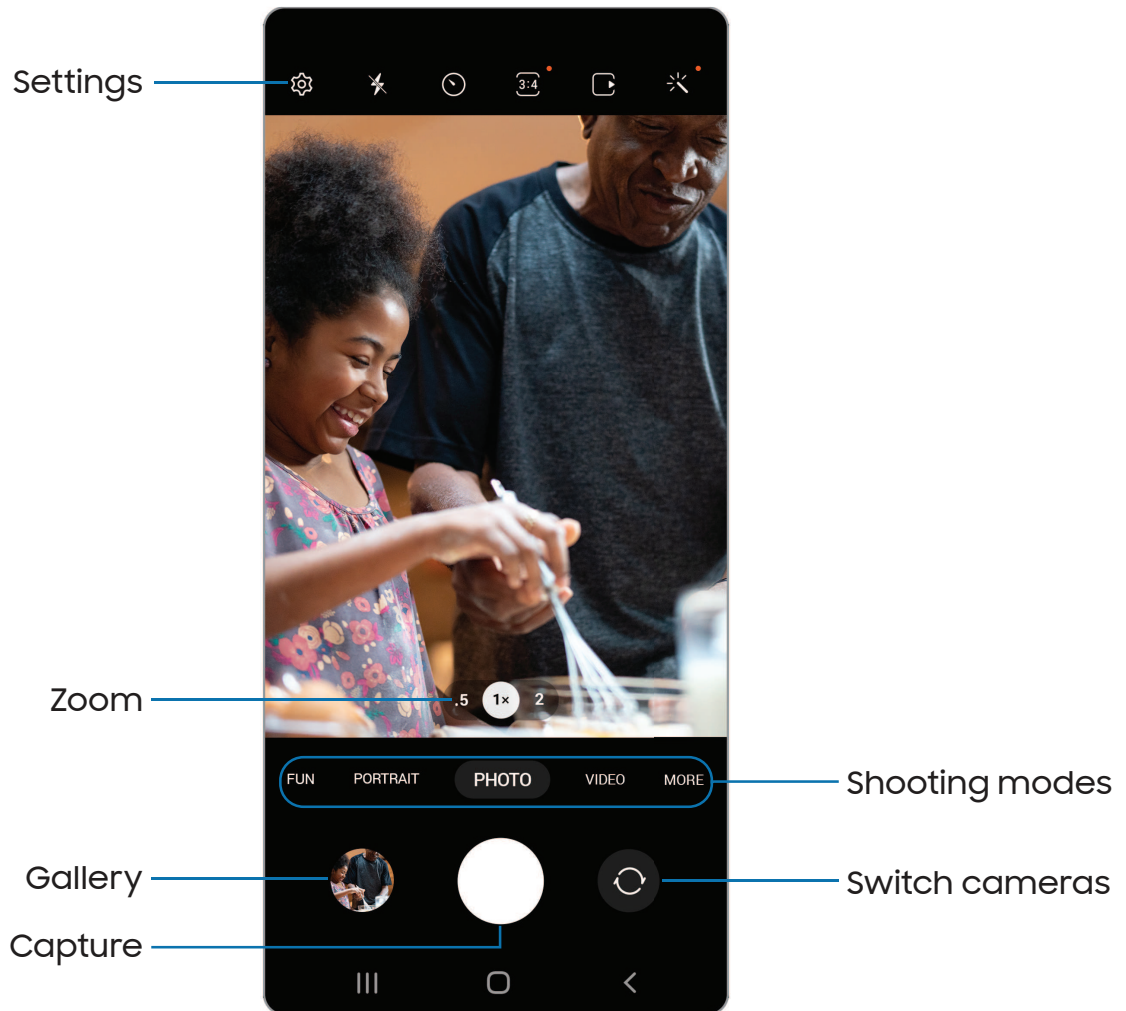 Settings
3:4
Zoom
.5 1× 2
FUN PORTRAIT PHOTO VIDEO MORE
Shooting modes
Gallery
Switch cameras
Capture